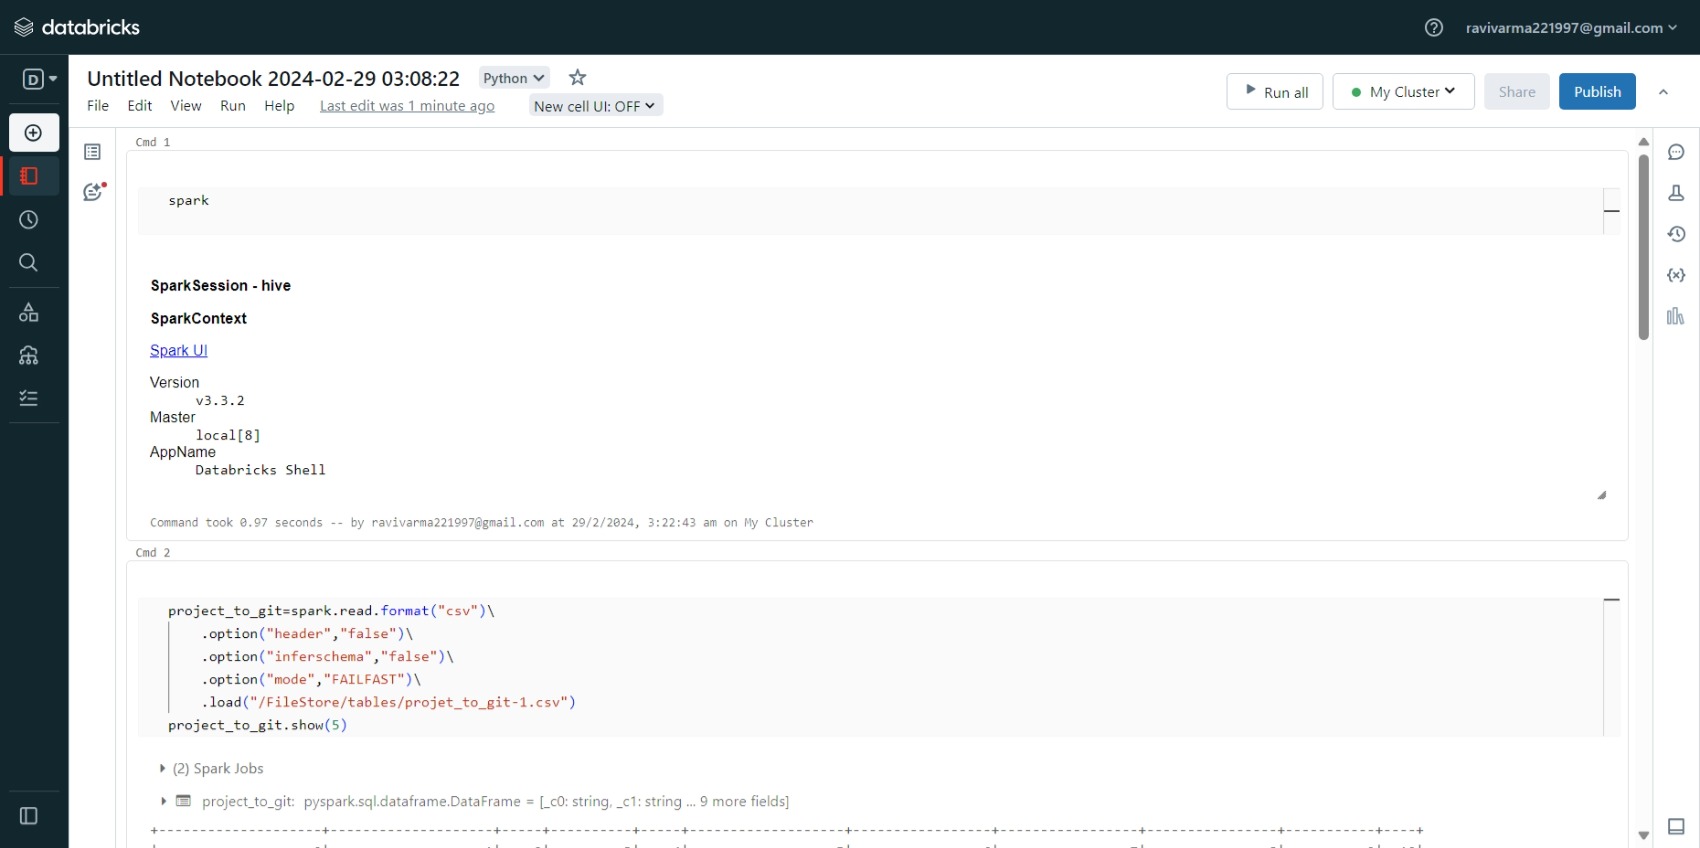 databricks
ravivarma221997@gmail.com
D
Untitled Notebook 2024-02-29 03:08:22
Python
File Edit View Run Help Last edit was 1 minute ago New cell UI: OFF
Run all My Cluster Share Publish
Cmd 1
spark
SparkSession - hive
SparkContext
Spark UI
Version
v3.3.2
Master
local[8]
AppName
Databricks Shell
Command took 0.97 seconds -- by ravivarma221997@gmail.com at 29/2/2024, 3:22:43 am on My Cluster
Cmd 2
project_to_git=spark.read.format("csv")\
.option("header","false")\
.option("inferschema","false")\
.option("mode","FAILFAST")\
.load("/FileStore/tables/projet_to_git-1.csv")
project_to_git.show(5)
(2) Spark Jobs
project_to_git: pyspark.sql.dataframe.DataFrame = [_c0: string, _c1: string ... 9 more fields]